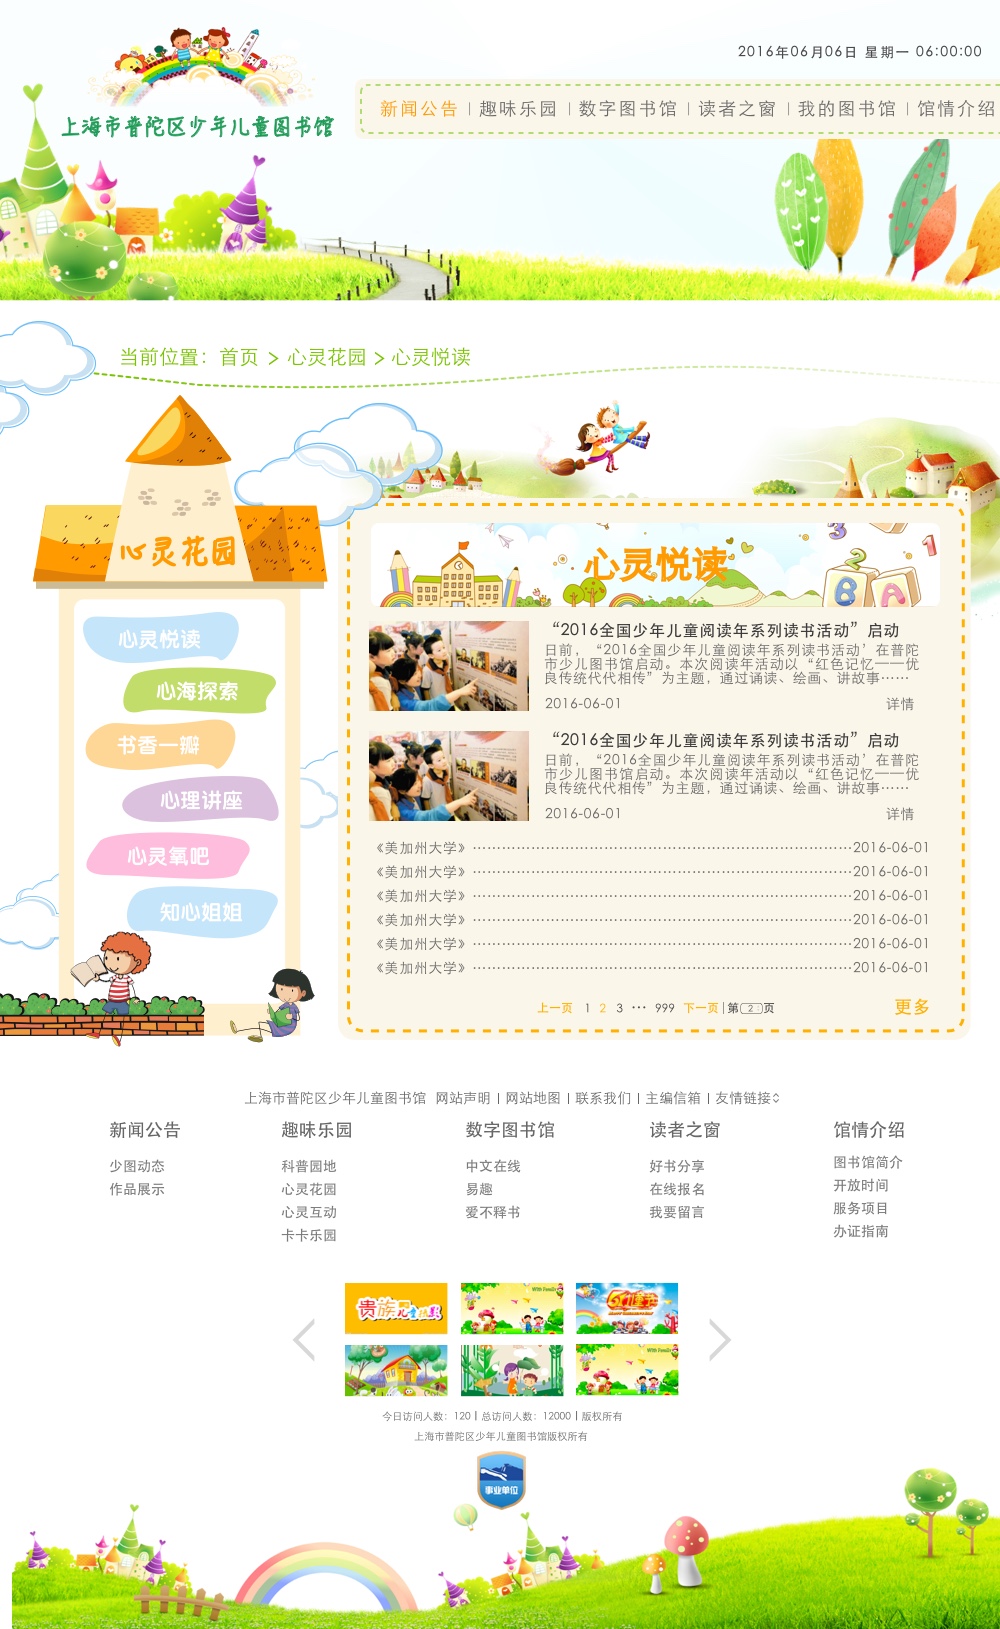 2016年06月06日 星期一 06:00:00
上海市普陀区少年儿童图书馆
新闻公告 | 趣味乐园 | 数字图书馆 | 读者之窗 | 我的图书馆 | 馆情介绍
当前位置：首页 > 心灵花园 > 心灵悦读
心灵花园
心灵悦读
心海探索
书香一瓣
心理讲座
心灵氧吧
知心姐姐
心灵悦读
3
2
1
B A
“2016全国少年儿童阅读年系列读书活动”启动
日前，“2016全国少年儿童阅读年系列读书活动’在普陀
市少儿图书馆启动。本次阅读年活动以“红色记忆——优
良传统代代相传”为主题，通过诵读、绘画、讲故事……
2016-06-01 详情
“2016全国少年儿童阅读年系列读书活动”启动
日前，“2016全国少年儿童阅读年系列读书活动’在普陀
市少儿图书馆启动。本次阅读年活动以“红色记忆——优
良传统代代相传”为主题，通过诵读、绘画、讲故事……
2016-06-01 详情
《美加州大学》……………………………………………2016-06-01
《美加州大学》……………………………………………2016-06-01
《美加州大学》……………………………………………2016-06-01
《美加州大学》……………………………………………2016-06-01
《美加州大学》……………………………………………2016-06-01
《美加州大学》……………………………………………2016-06-01
上一页 1 2 3 ··· 999 下一页 | 第 2 页 更多
上海市普陀区少年儿童图书馆 网站声明 | 网站地图 | 联系我们 | 主编信箱 | 友情链接
新闻公告
少图动态
作品展示
趣味乐园
科普园地
心灵花园
心灵互动
卡卡乐园
数字图书馆
中文在线
易趣
爱不释书
读者之窗
好书分享
在线报名
我要留言
馆情介绍
图书馆简介
开放时间
服务项目
办证指南
贵族儿童摄影
6.1儿童节
今日访问人数：120 | 总访问人数：12000 | 版权所有
上海市普陀区少年儿童图书馆版权所有
事业单位